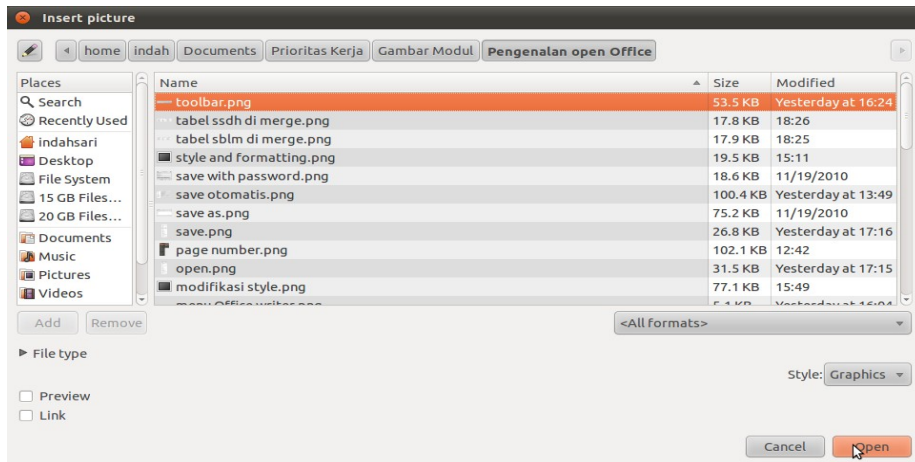 Insert picture
home indah Documents Prioritas Kerja Gambar Modul Pengenalan open Office
Places
Search
Recently Used
indahsari
Desktop
File System
15 GB Files...
20 GB Files...
Documents
Music
Pictures
Videos
Name Size Modified
toolbar.png 53.5 KB Yesterday at 16:24
tabel ssdh di merge.png 17.8 KB 18:26
tabel sblm di merge.png 17.9 KB 18:25
style and formatting.png 19.5 KB 15:11
save with password.png 18.6 KB 11/19/2010
save otomatis.png 100.4 KB Yesterday at 13:49
save as.png 75.2 KB 11/19/2010
save.png 26.8 KB Yesterday at 17:16
page number.png 102.1 KB 12:42
open.png 31.5 KB Yesterday at 17:15
modifikasi style.png 77.1 KB 15:49
Add Remove
<All formats>
File type
Style: Graphics
Preview
Link
Cancel Open